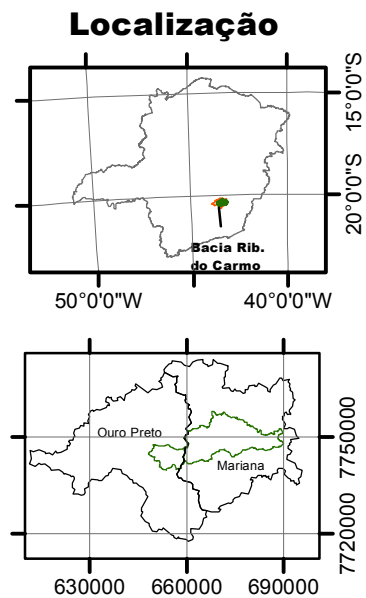 Localização
15°0'0"S
20°0'0"S
Bacia Rib.
do Carmo
50°0'0"W
40°0'0"W
Ouro Preto
Mariana
7750000
7720000
630000
660000
690000